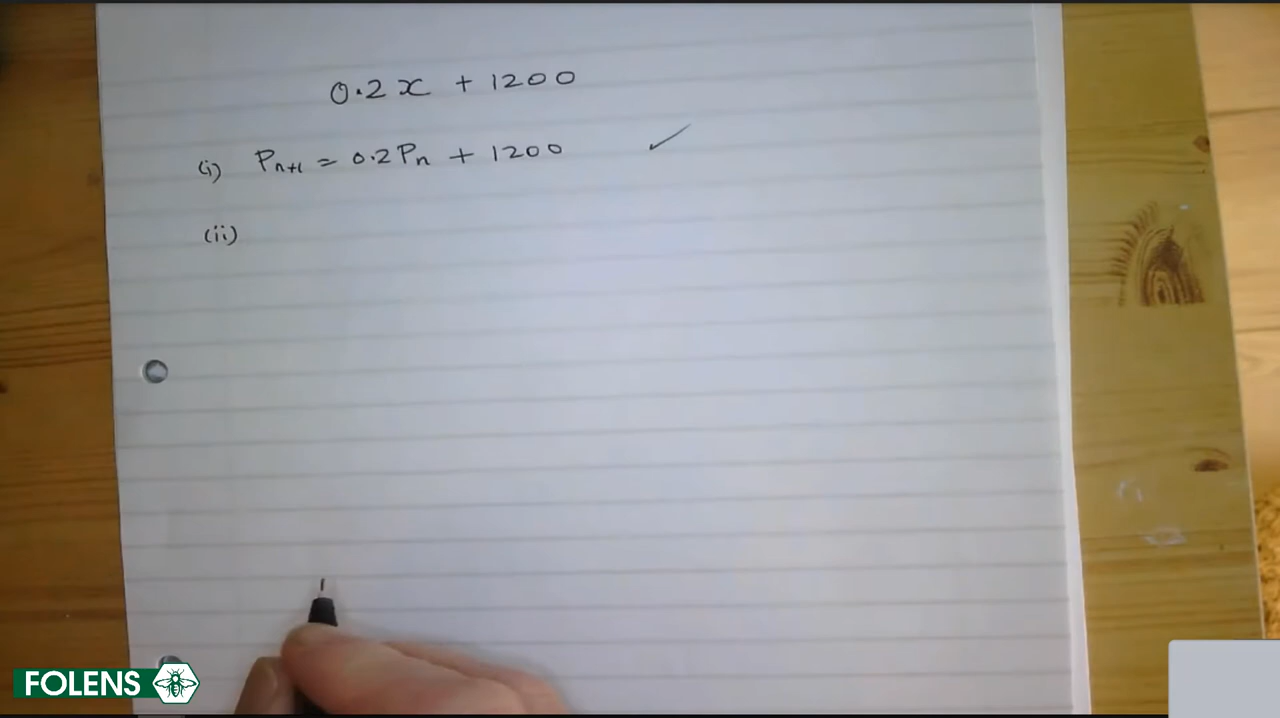 0.2x + 1200
(i) Pn+1 = 0.2Pn + 1200 ✓
(ii)
FOLENS